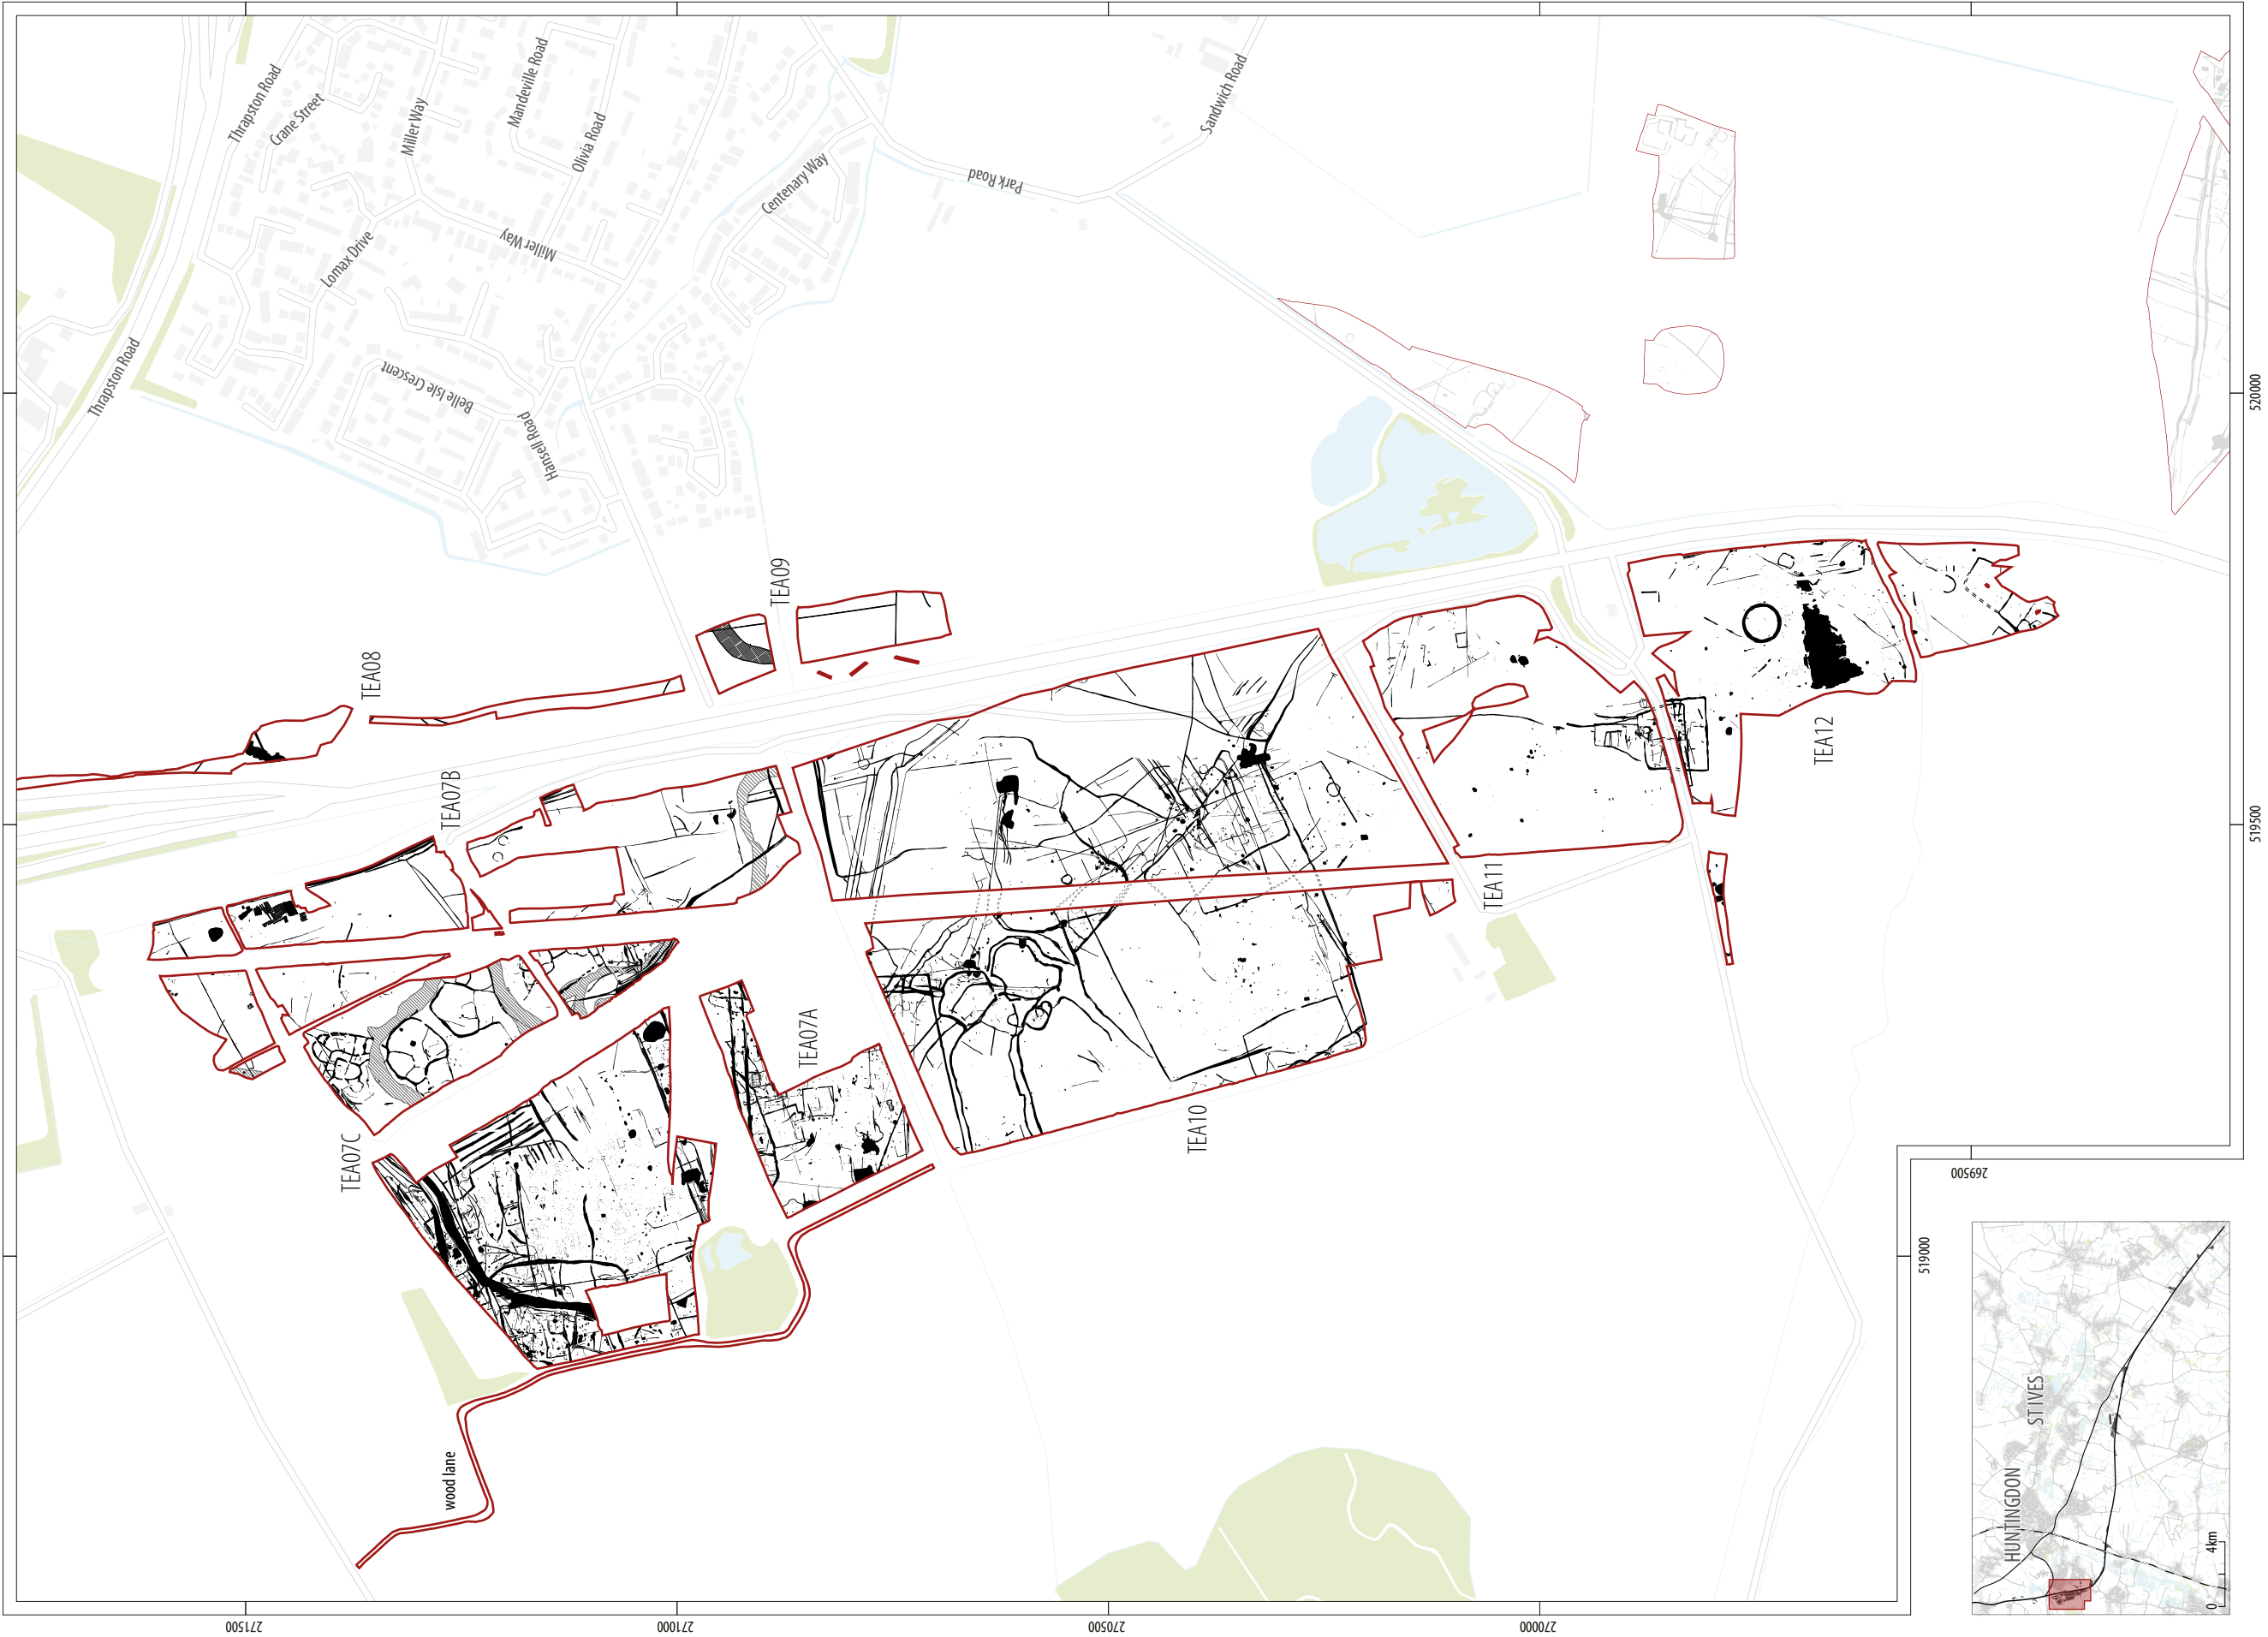 Thrapston Road
Crane Street
Miller Way
Mandeville Road
Olivia Road
Sandwich Road
Park Road
Centenary Way
Miller Way
Lomax Drive
Thrapston Road
Belle Isle Crescent
Hansell Road
520000
TEA09
TEA08
TEA07B
519500
TEA12
TEA11
TEA07A
TEA10
TEA07C
269500
519000
wood lane
ST IVES
HUNTINGDON
0
4km
271500
271000
270500
270000